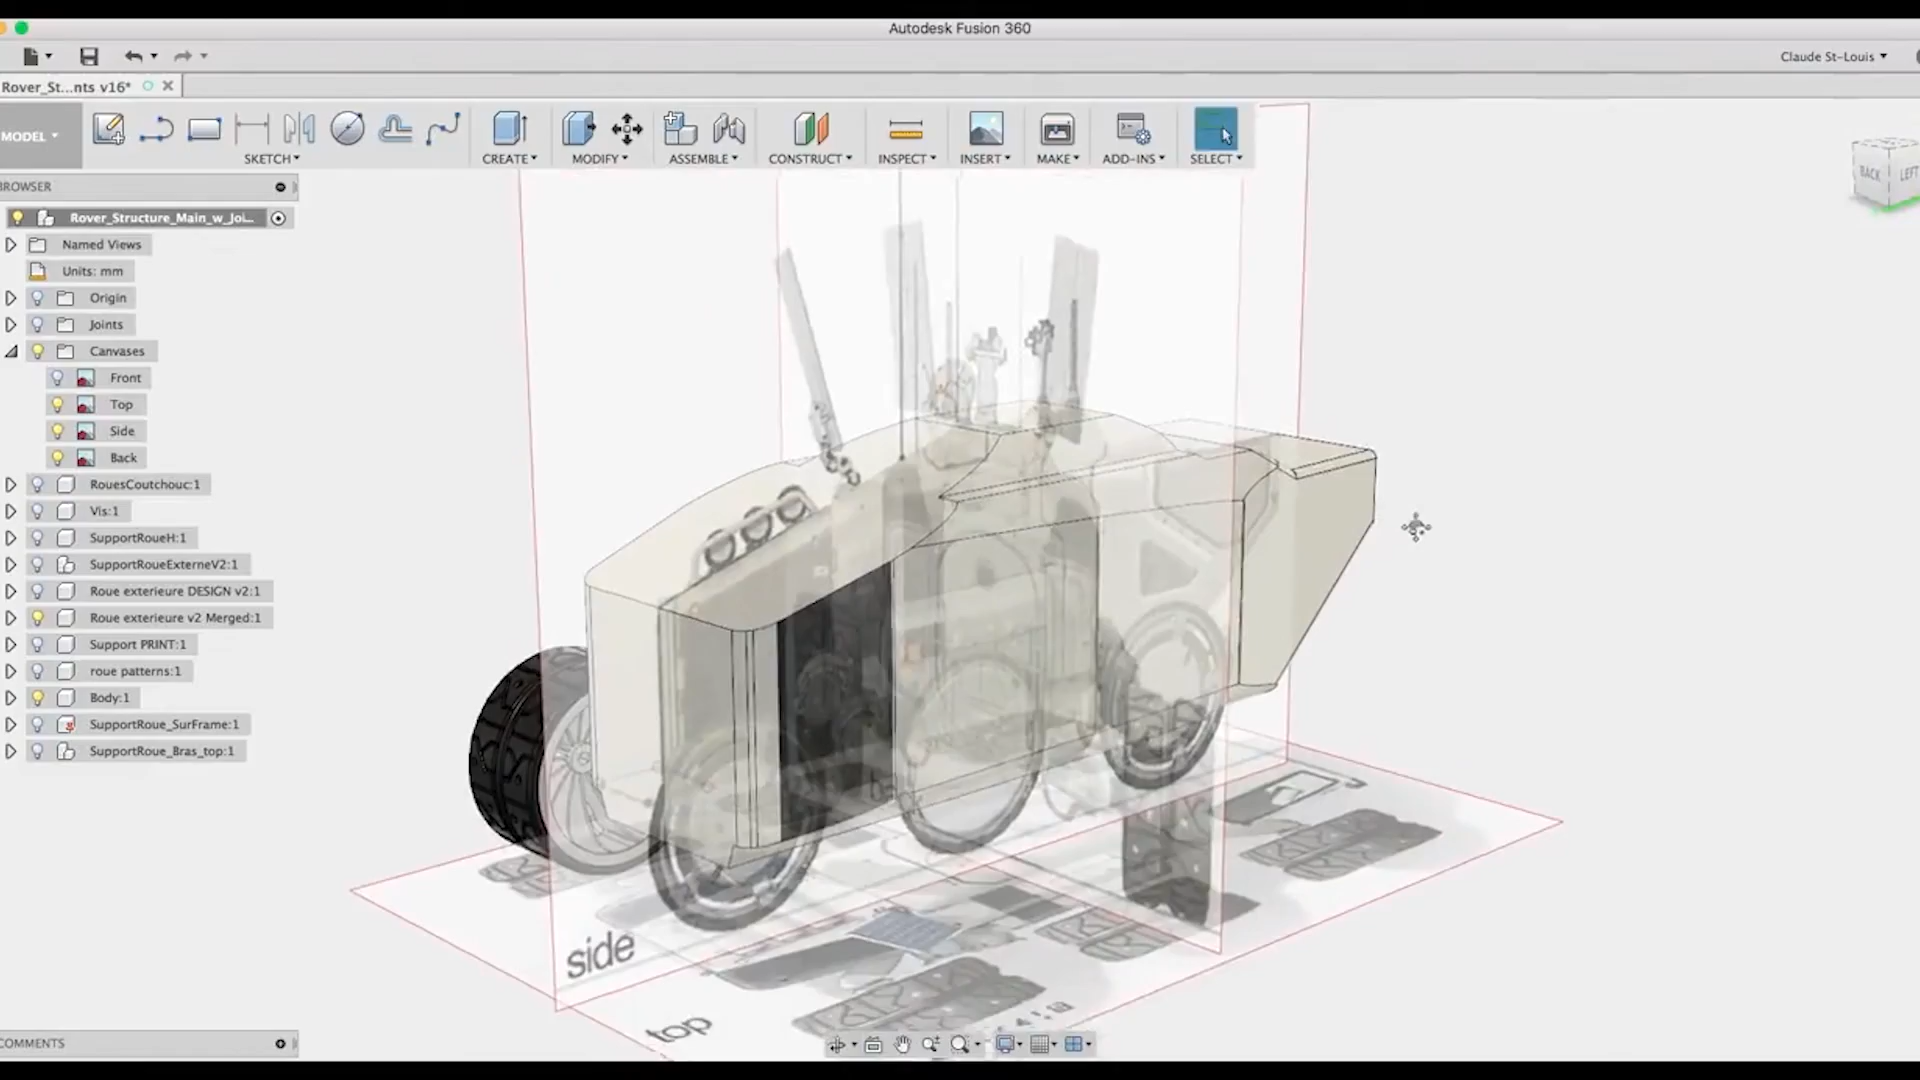 Autodesk Fusion 360
Claude St-Louis
Rover_St...nts v16*
MODEL
SKETCH
CREATE
MODIFY
ASSEMBLE
CONSTRUCT
INSPECT
INSERT
MAKE
ADD-INS
SELECT
BACK
LEFT
BROWSER
Rover_Structure_Main_w_Joi...
Named Views
Units: mm
Origin
Joints
Canvases
Front
Top
Side
Back
RouesCoutchouc:1
Vis:1
SupportRoueH:1
SupportRoueExterneV2:1
Roue exterieure DESIGN v2:1
Roue exterieure v2 Merged:1
Support PRINT:1
roue patterns:1
Body:1
SupportRoue_SurFrame:1
SupportRoue_Bras_top:1
side
top
COMMENTS